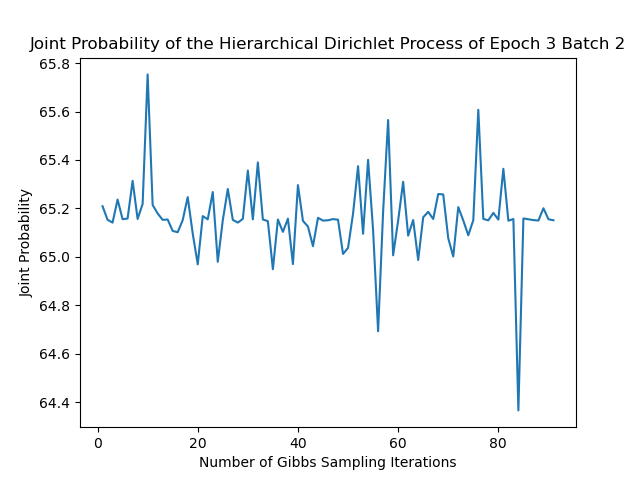 Joint Probability of the Hierarchical Dirichlet Process of Epoch 3 Batch 2
65.8
65.6
65.4
65.2
65.0
64.8
64.6
64.4
Joint Probability
0 20 40 60 80
Number of Gibbs Sampling Iterations